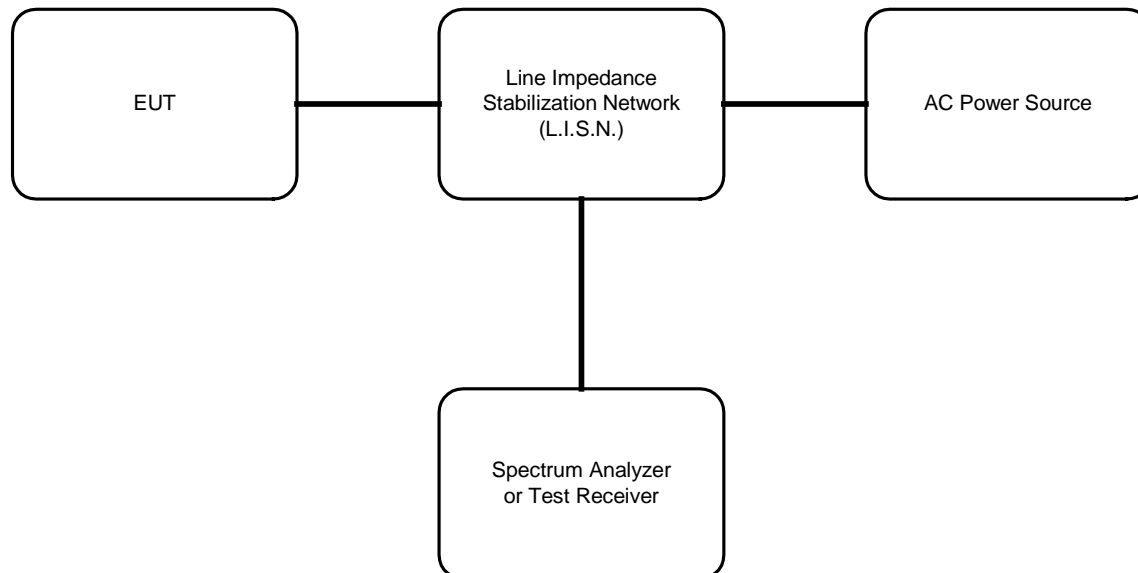 EUT
Line Impedance
Stabilization Network
(L.I.S.N.)
AC Power Source
Spectrum Analyzer
or Test Receiver